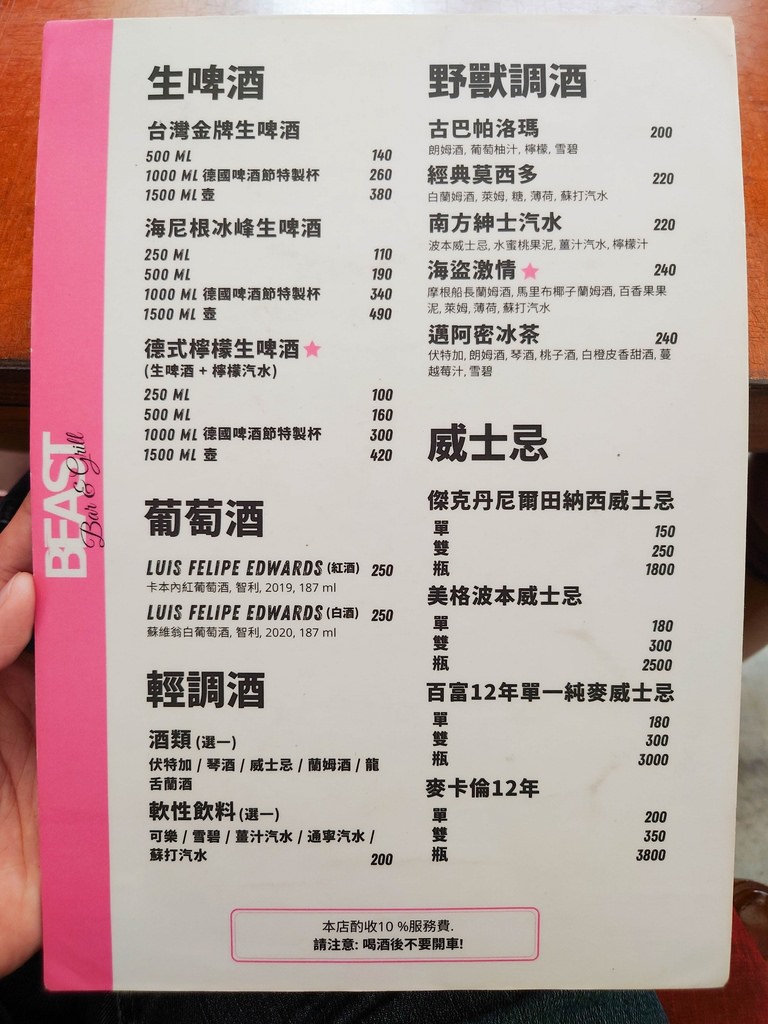 BEAST
Bar & Grill
生啤酒
台灣金牌生啤酒
500 ML 140
1000 ML 德國啤酒節特製杯 260
1500 ML 壺 380
海尼根冰峰生啤酒
250 ML 110
500 ML 190
1000 ML 德國啤酒節特製杯 340
1500 ML 壺 490
德式檸檬生啤酒
(生啤酒 + 檸檬汽水)
250 ML 100
500 ML 160
1000 ML 德國啤酒節特製杯 300
1500 ML 壺 420
葡萄酒
LUIS FELIPE EDWARDS (紅酒) 250
卡本內紅葡萄酒, 智利, 2019, 187 ml
LUIS FELIPE EDWARDS (白酒) 250
蘇維翁白葡萄酒, 智利, 2020, 187 ml
輕調酒
酒類 (選一)
伏特加 / 琴酒 / 威士忌 / 蘭姆酒 / 龍
舌蘭酒
軟性飲料 (選一)
可樂 / 雪碧 / 薑汁汽水 / 通寧汽水 /
蘇打汽水 200
野獸調酒
古巴帕洛瑪 200
朗姆酒, 葡萄柚汁, 檸檬, 雪碧
經典莫西多 220
白蘭姆酒, 萊姆, 糖, 薄荷, 蘇打汽水
南方紳士汽水 220
波本威士忌, 水蜜桃果泥, 薑汁汽水, 檸檬汁
海盜激情 240
摩根船長蘭姆酒, 馬里布椰子蘭姆酒, 百香果果
泥, 萊姆, 薄荷, 蘇打汽水
邁阿密冰茶 240
伏特加, 朗姆酒, 琴酒, 桃子酒, 白橙皮香甜酒, 蔓
越莓汁, 雪碧
威士忌
傑克丹尼爾田納西威士忌
單 150
雙 250
瓶 1800
美格波本威士忌
單 180
雙 300
瓶 2500
百富12年單一純麥威士忌
單 180
雙 300
瓶 3000
麥卡倫12年
單 200
雙 350
瓶 3800
本店酌收10 %服務費.
請注意: 喝酒後不要開車!